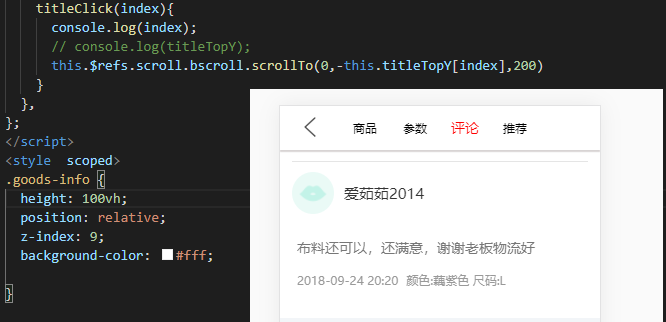 titleClick(index){
console.log(index);
// console.log(titleTopY);
this.$refs.scroll.bscroll.scrollTo(0,-this.titleTopY[index],200)
}
},
};
</script>
<style  scoped>
.goods-info {
height: 100vh;
position: relative;
z-index: 9;
background-color: #fff;
}
商品 参数 评论 推荐
爱茹茹2014
布料还可以，还满意，谢谢老板物流好
2018-09-24 20:20 颜色:藕紫色 尺码:L